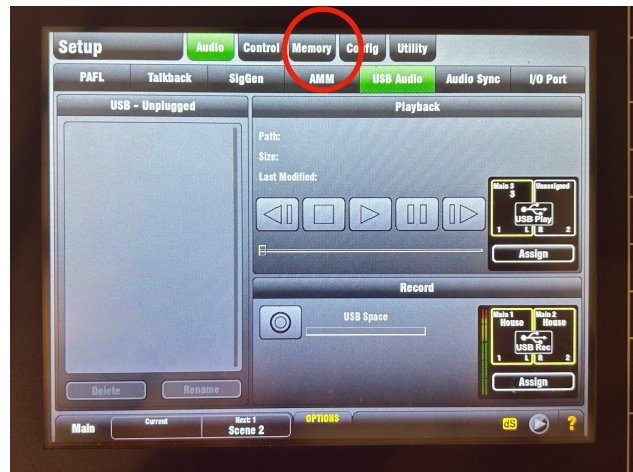 Setup Audio Control Memory Config Utility
PAFL Talkback SigGen AMM USB Audio Audio Sync I/O Port
USB - Unplugged
Playback
Path:
Size:
Last Modified:
Main 3 Unassigned
3
USB Play
1 L R 2
Assign
Record
USB Space
Main 1 Main 2
House House
USB Rec
1 L R 2
Assign
Delete Rename
Main Current Next: 1 OPTIONS dS ?
Scene 2